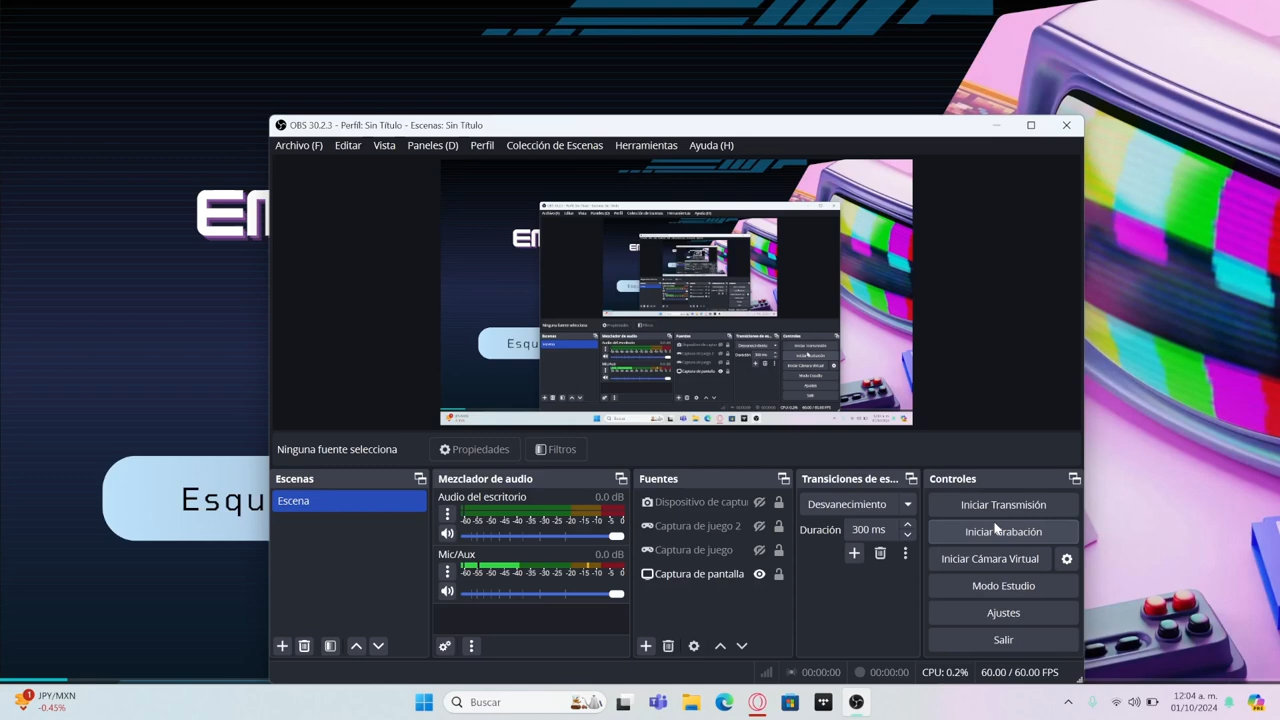 EM
Esqu
OBS 30.2.3 - Perfil: Sin Título - Escenas: Sin Título
Archivo (F) Editar Vista Paneles (D) Perfil Colección de Escenas Herramientas Ayuda (H)
Esqu
Ninguna fuente selecciona Propiedades Filtros
Escenas Mezclador de audio Fuentes Transiciones de es... Controles
Escena
Audio del escritorio 0.0 dB
-60 -55 -50 -45 -40 -35 -30 -25 -20 -15 -10 -5 0
Mic/Aux 0.0 dB
-60 -55 -50 -45 -40 -35 -30 -25 -20 -15 -10 -5 0
Dispositivo de captu
Captura de juego 2
Captura de juego
Captura de pantalla
Desvanecimiento
Duración 300 ms
Iniciar Transmisión
Iniciar Grabación
Iniciar Cámara Virtual
Modo Estudio
Ajustes
Salir
00:00:00 00:00:00 CPU: 0.2% 60.00 / 60.00 FPS
1 JPY/MXN
-0.45%
Buscar
12:04 a. m.
01/10/2024